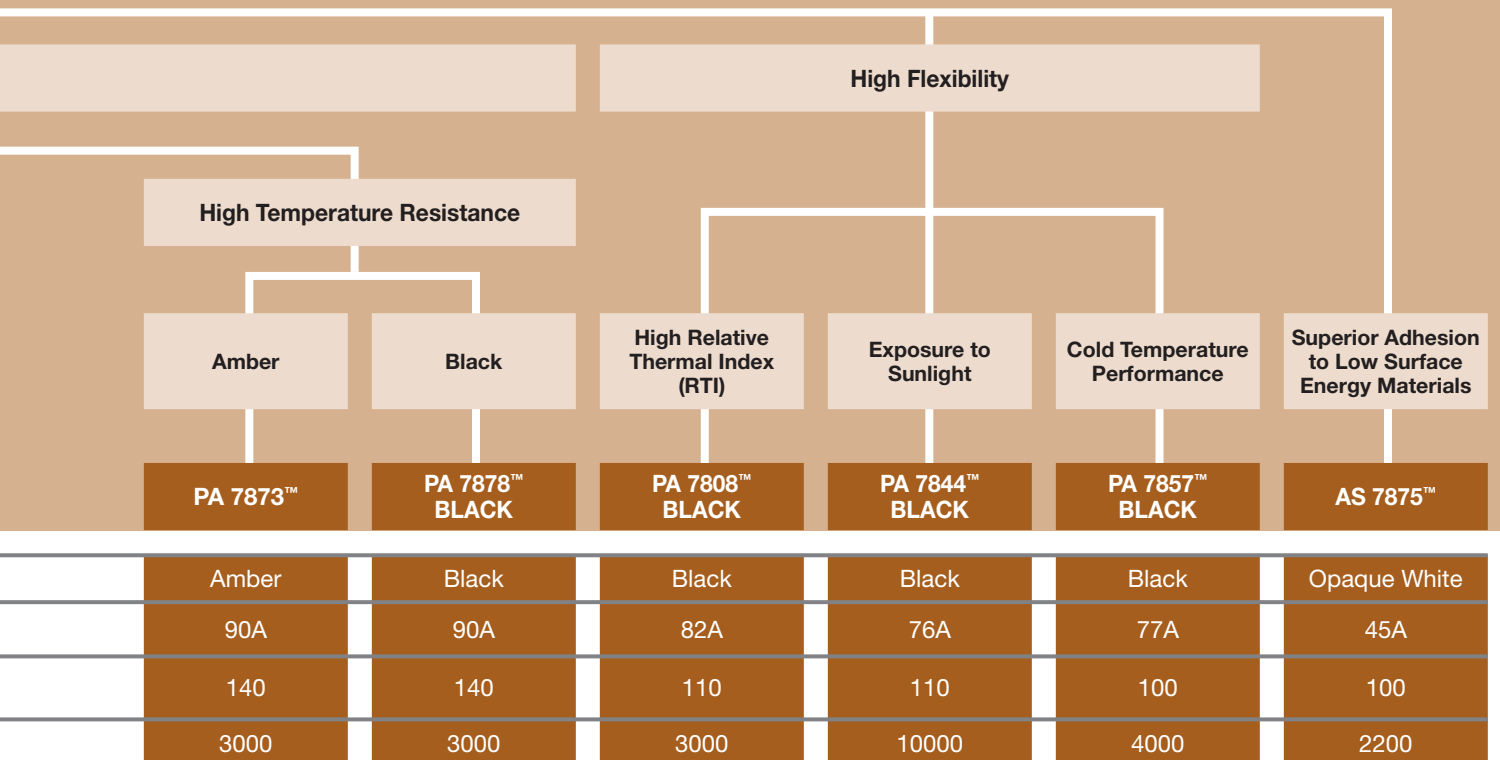 High Flexibility
High Temperature Resistance
Amber
Black
High Relative
Thermal Index
(RTI)
Exposure to
Sunlight
Cold Temperature
Performance
Superior Adhesion
to Low Surface
Energy Materials
PA 7873™
PA 7878™
BLACK
PA 7808™
BLACK
PA 7844™
BLACK
PA 7857™
BLACK
AS 7875™
Amber Black Black Black Black Opaque White
90A 90A 82A 76A 77A 45A
140 140 110 110 100 100
3000 3000 3000 10000 4000 2200